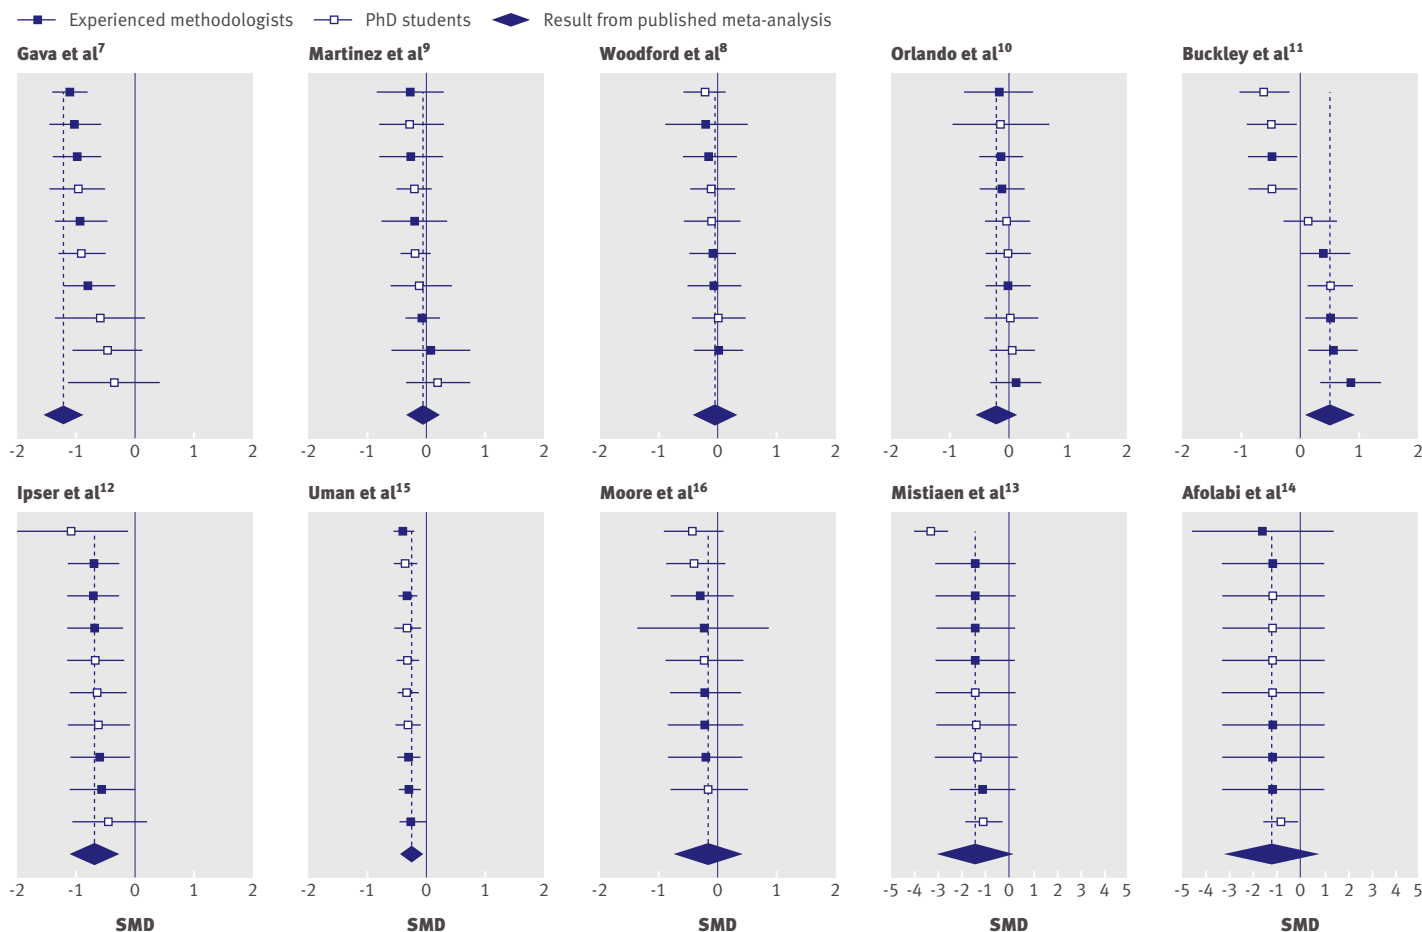 Experienced methodologists PhD students Result from published meta-analysis
Gava et al7 Martinez et al9 Woodford et al8 Orlando et al10 Buckley et al11
-2 -1 0 1 2 -2 -1 0 1 2 -2 -1 0 1 2 -2 -1 0 1 2 -2 -1 0 1 2
Ipser et al12 Uman et al15 Moore et al16 Mistiaen et al13 Afolabi et al14
-2 -1 0 1 2 -2 -1 0 1 2 -2 -1 0 1 2 -5 -4 -3 -2 -1 0 1 2 3 4 5 -5 -4 -3 -2 -1 0 1 2 3 4 5
SMD SMD SMD SMD SMD